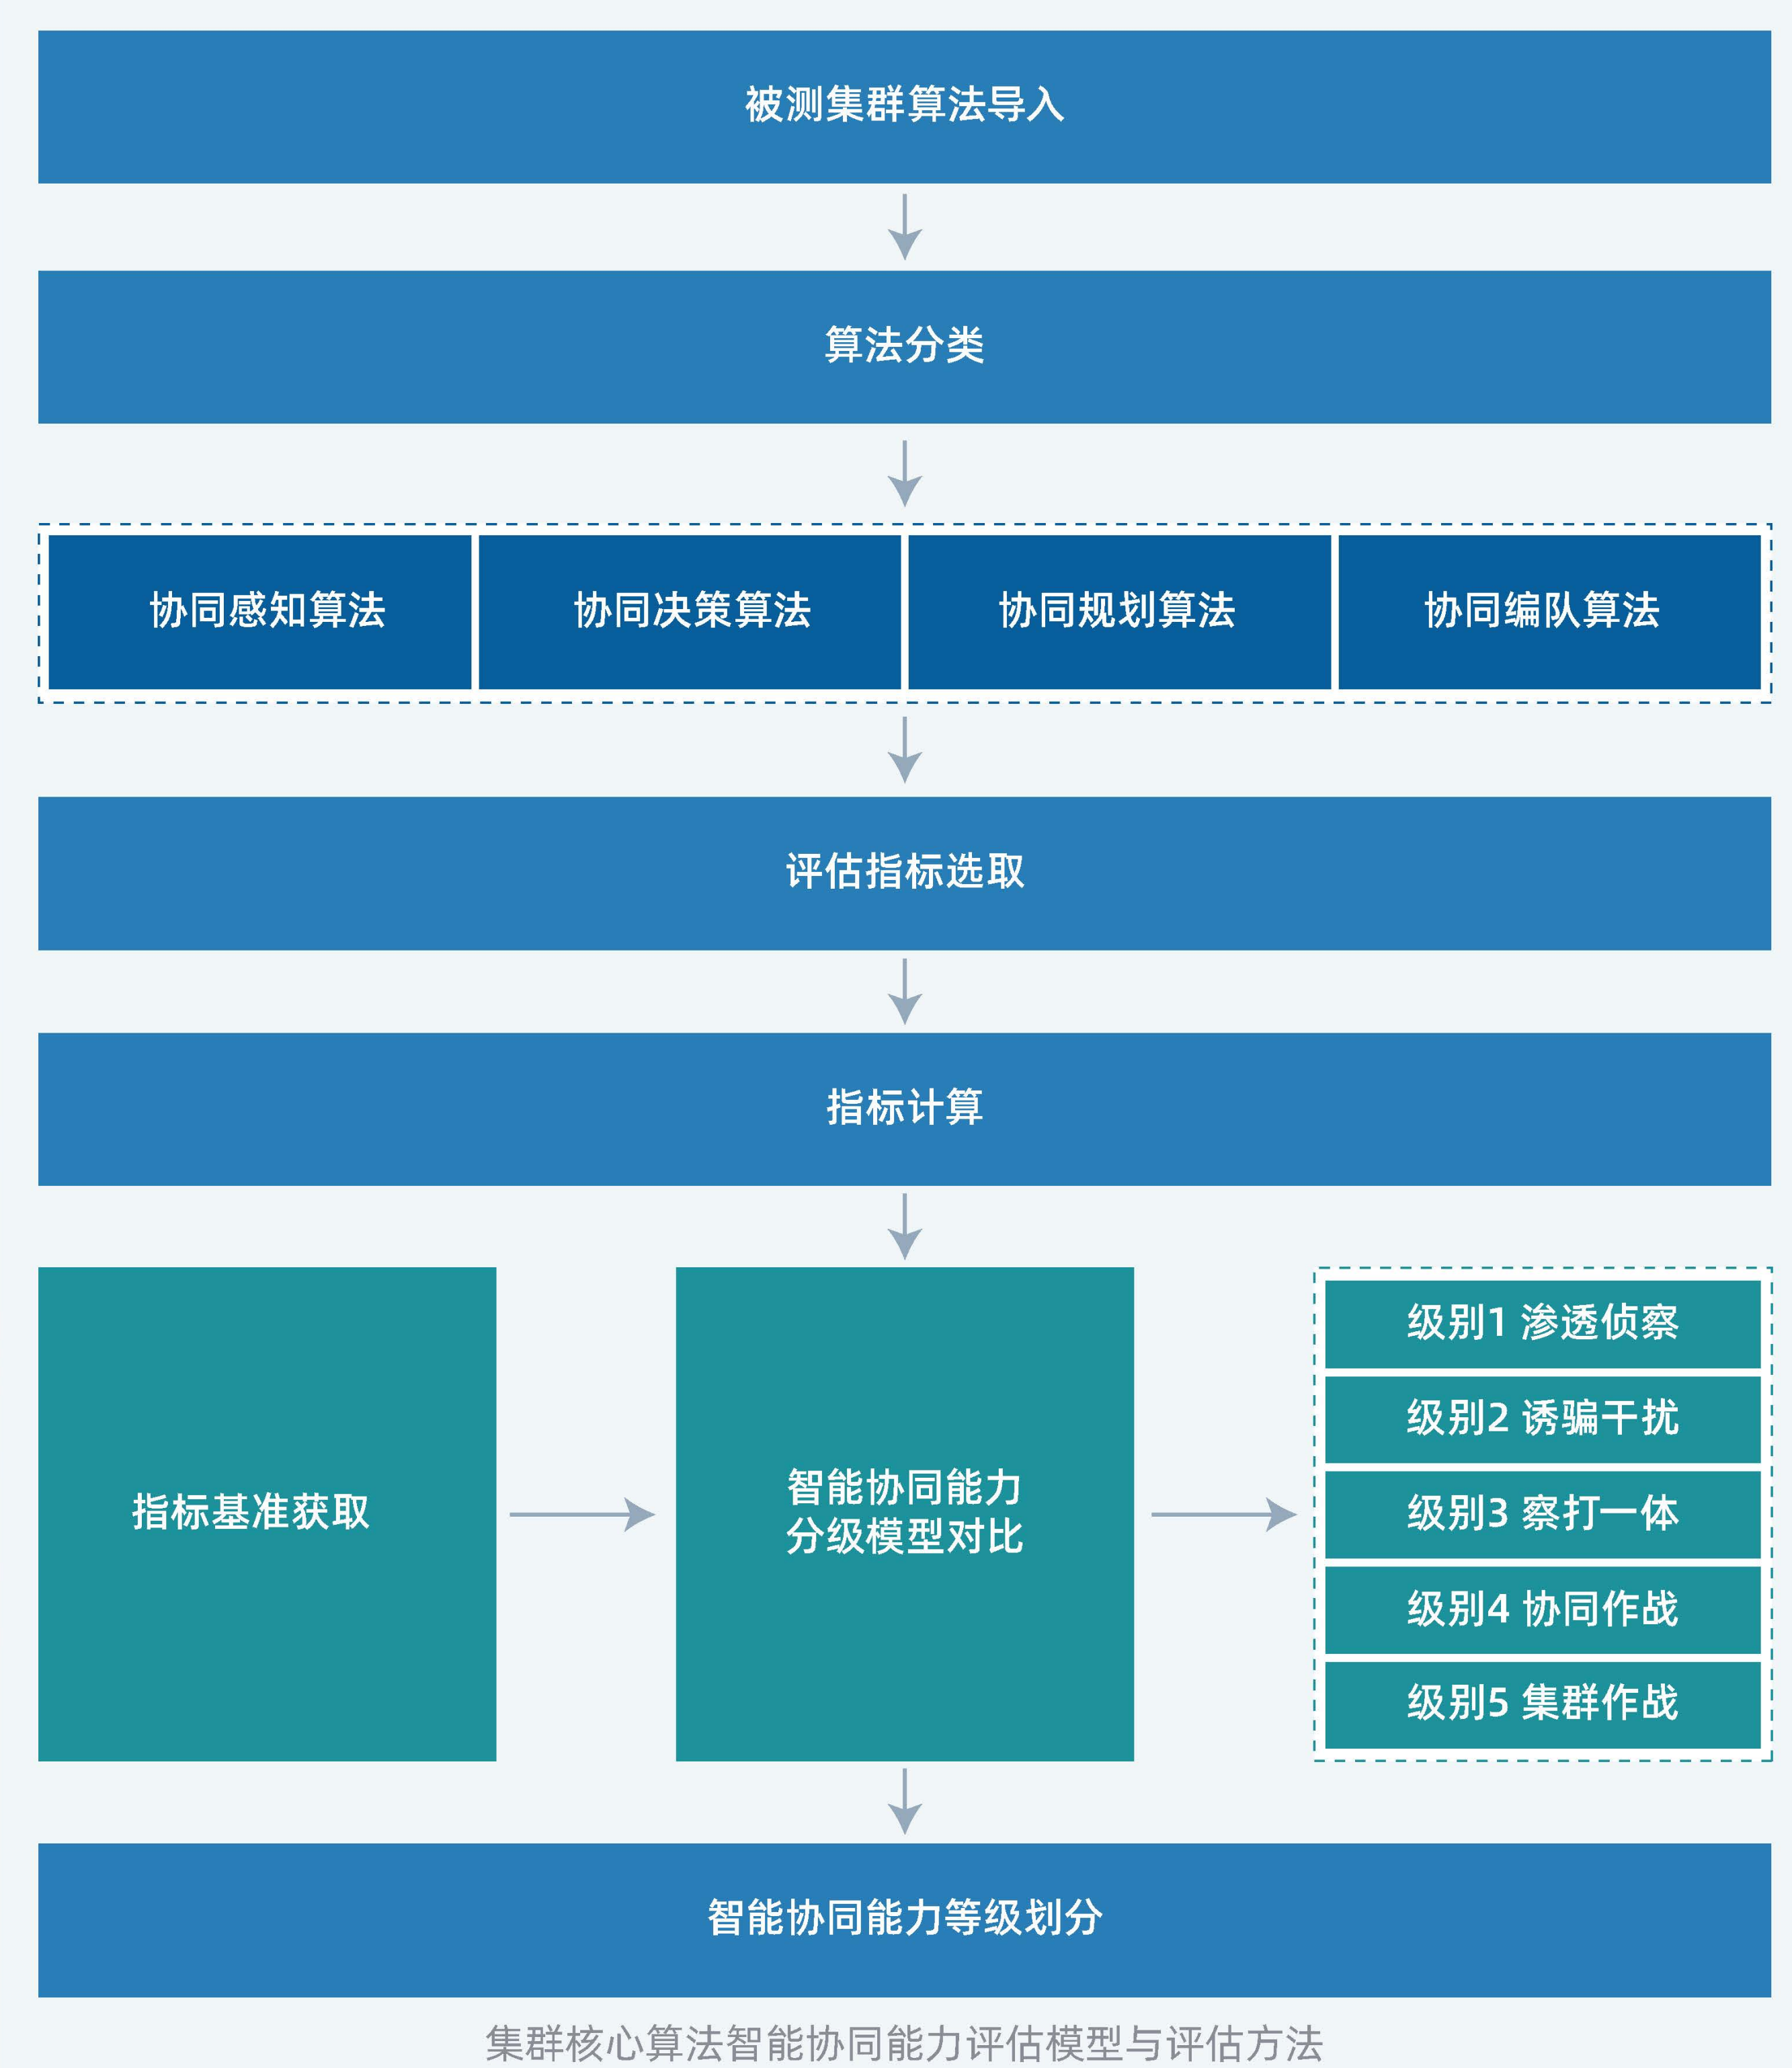 被测集群算法导入
算法分类
协同感知算法
协同决策算法
协同规划算法
协同编队算法
评估指标选取
指标计算
指标基准获取
智能协同能力
分级模型对比
级别1 渗透侦察
级别2 诱骗干扰
级别3 察打一体
级别4 协同作战
级别5 集群作战
智能协同能力等级划分
集群核心算法智能协同能力评估模型与评估方法